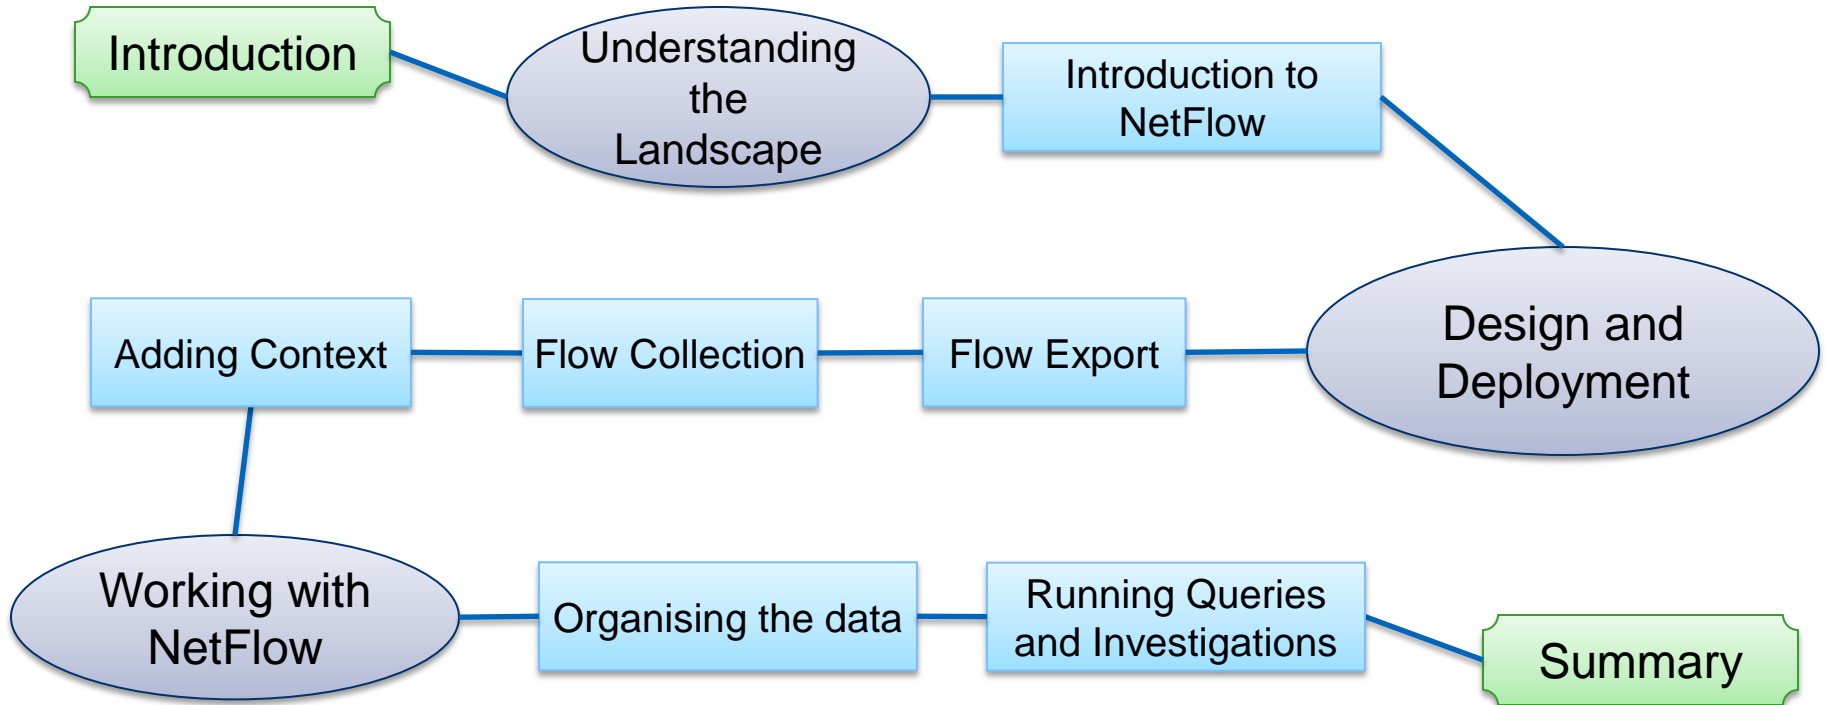 Introduction
Understanding
the
Landscape
Introduction to
NetFlow
Design and
Deployment
Flow Export
Flow Collection
Adding Context
Working with
NetFlow
Organising the data
Running Queries
and Investigations
Summary